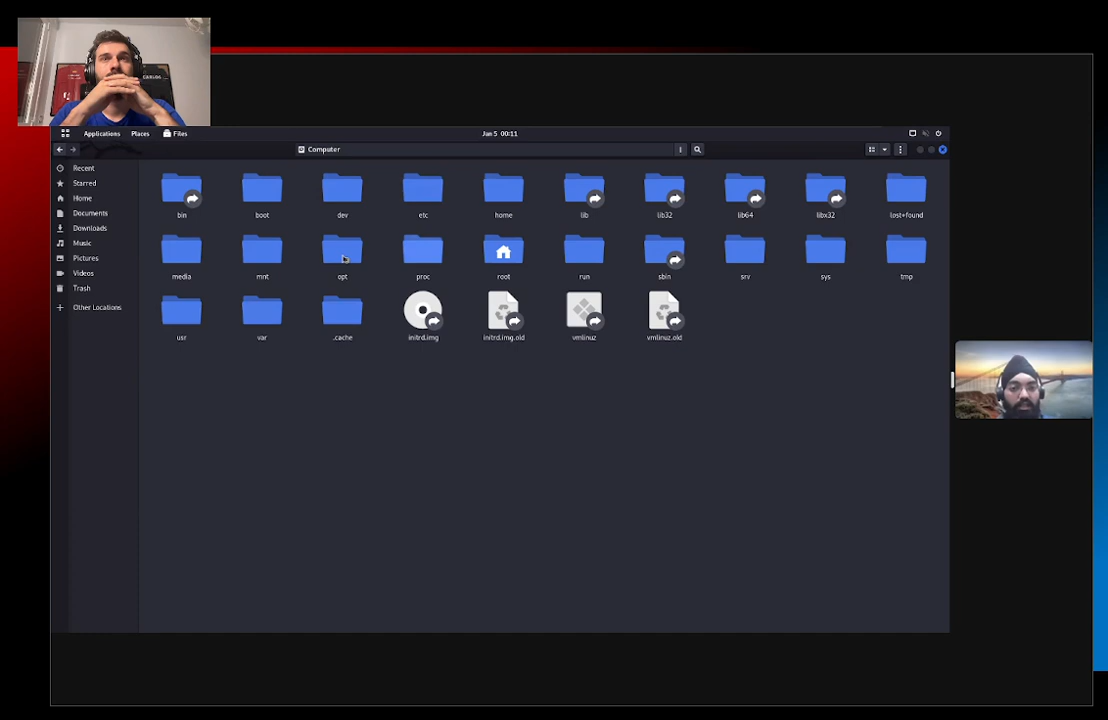 CARLOS
Applications Places Files Jan 5 00:11
Computer
Recent
Starred
Home
Documents
Downloads
Music
Pictures
Videos
Trash
Other Locations
bin boot dev etc home lib lib32 lib64 libx32 lost+found
media mnt opt proc root run sbin srv sys tmp
usr var .cache initrd.img initrd.img.old vmlinuz vmlinuz.old